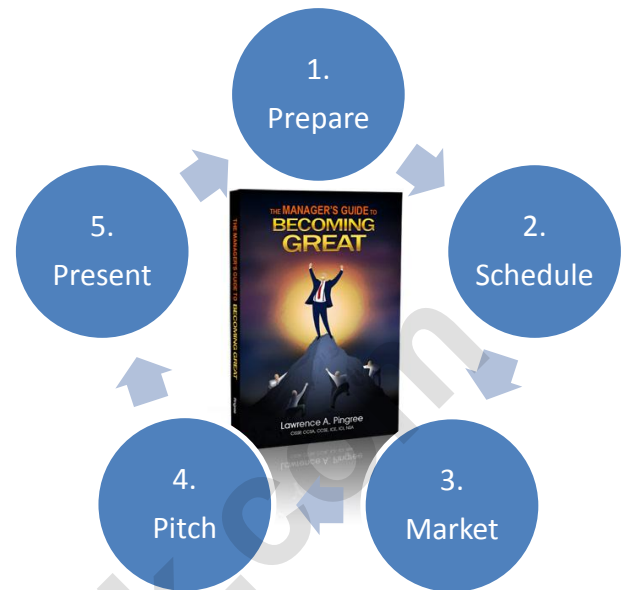 1.
Prepare
2.
Schedule
3.
Market
4.
Pitch
5.
Present
THE MANAGER'S GUIDE TO
BECOMING
GREAT
Lawrence A. Pingree
THE MANAGER'S GUIDE TO BECOMING GREAT
Pingree